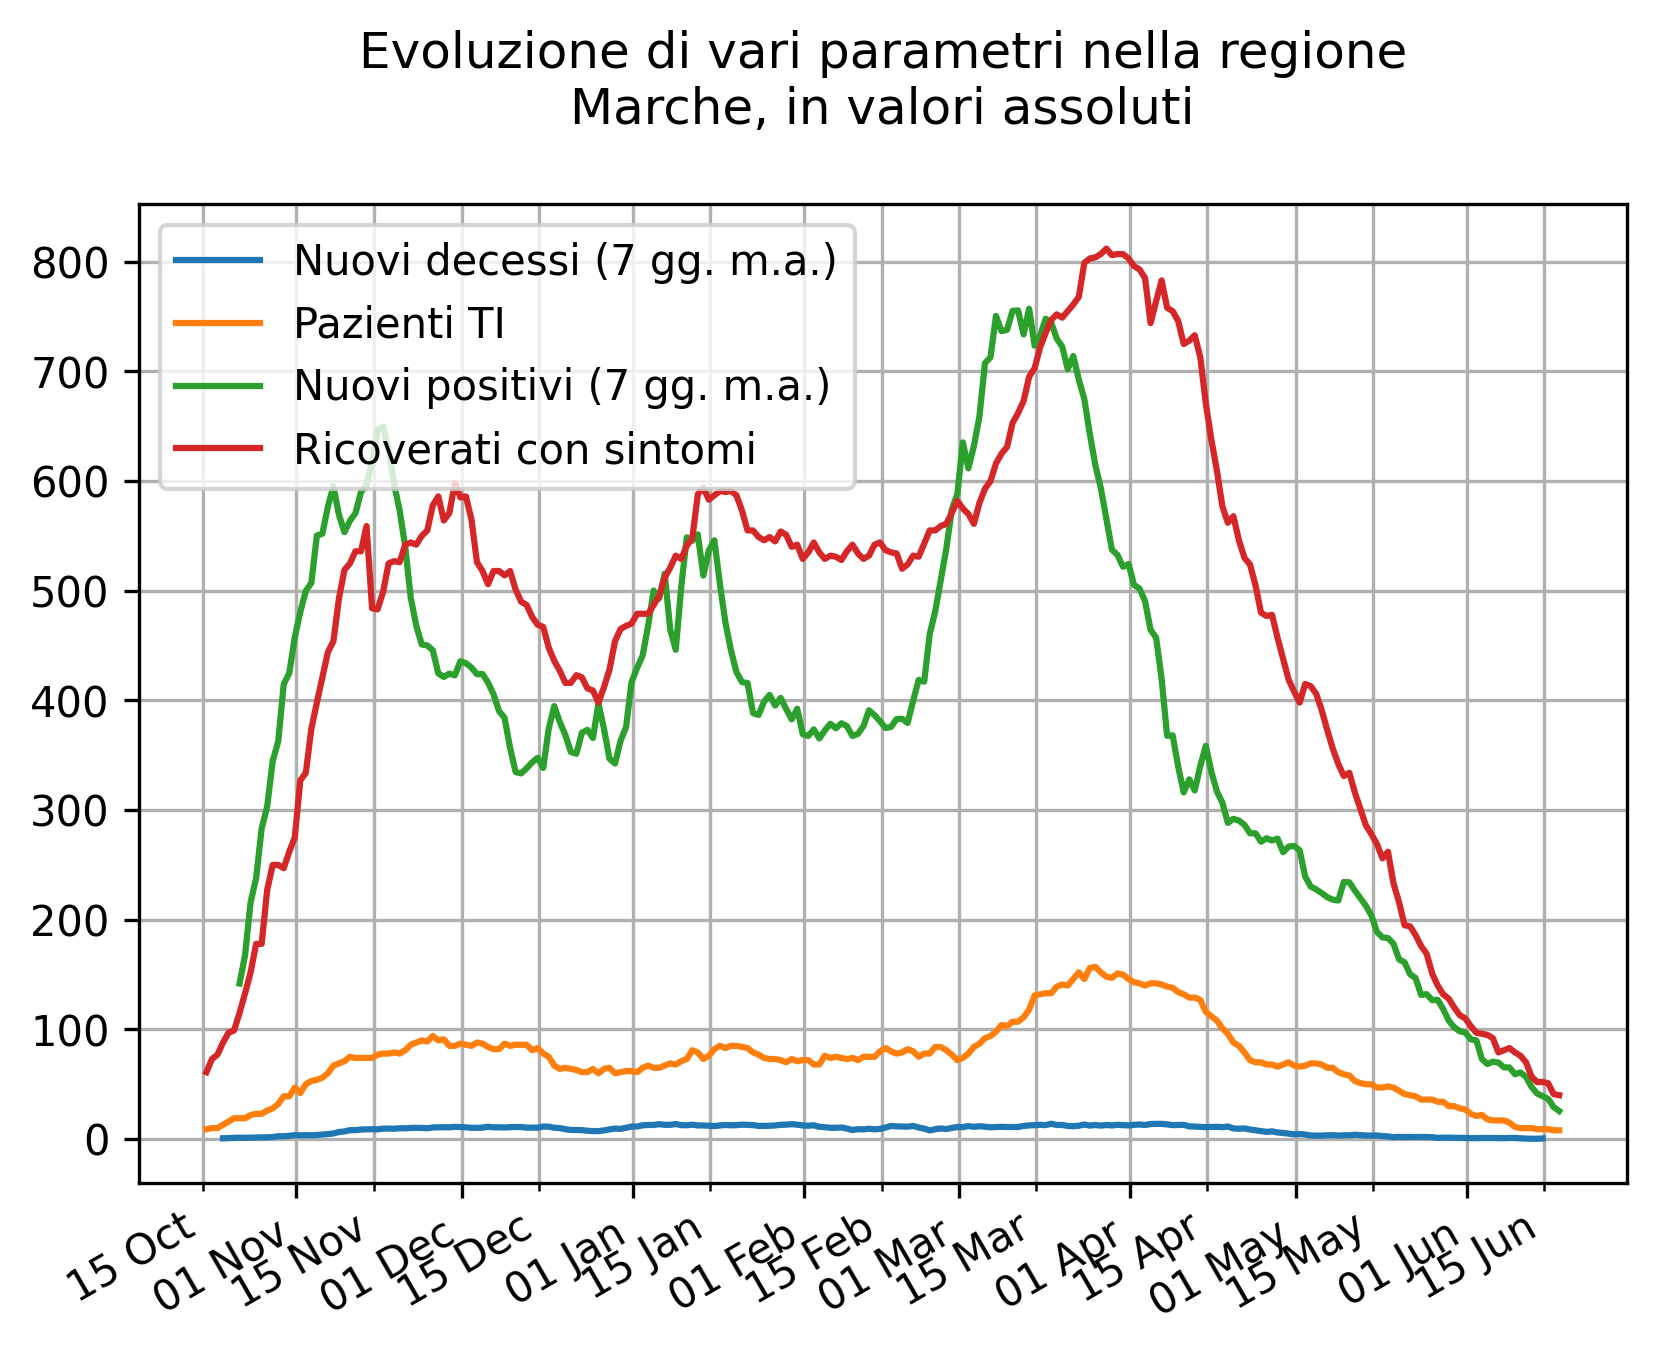 Evoluzione di vari parametri nella regione
Marche, in valori assoluti
Nuovi decessi (7 gg. m.a.)
Pazienti TI
Nuovi positivi (7 gg. m.a.)
Ricoverati con sintomi
800
700
600
500
400
300
200
100
0
15 Oct
01 Nov
15 Nov
01 Dec
15 Dec
01 Jan
15 Jan
01 Feb
15 Feb
01 Mar
15 Mar
01 Apr
15 Apr
01 May
15 May
01 Jun
15 Jun